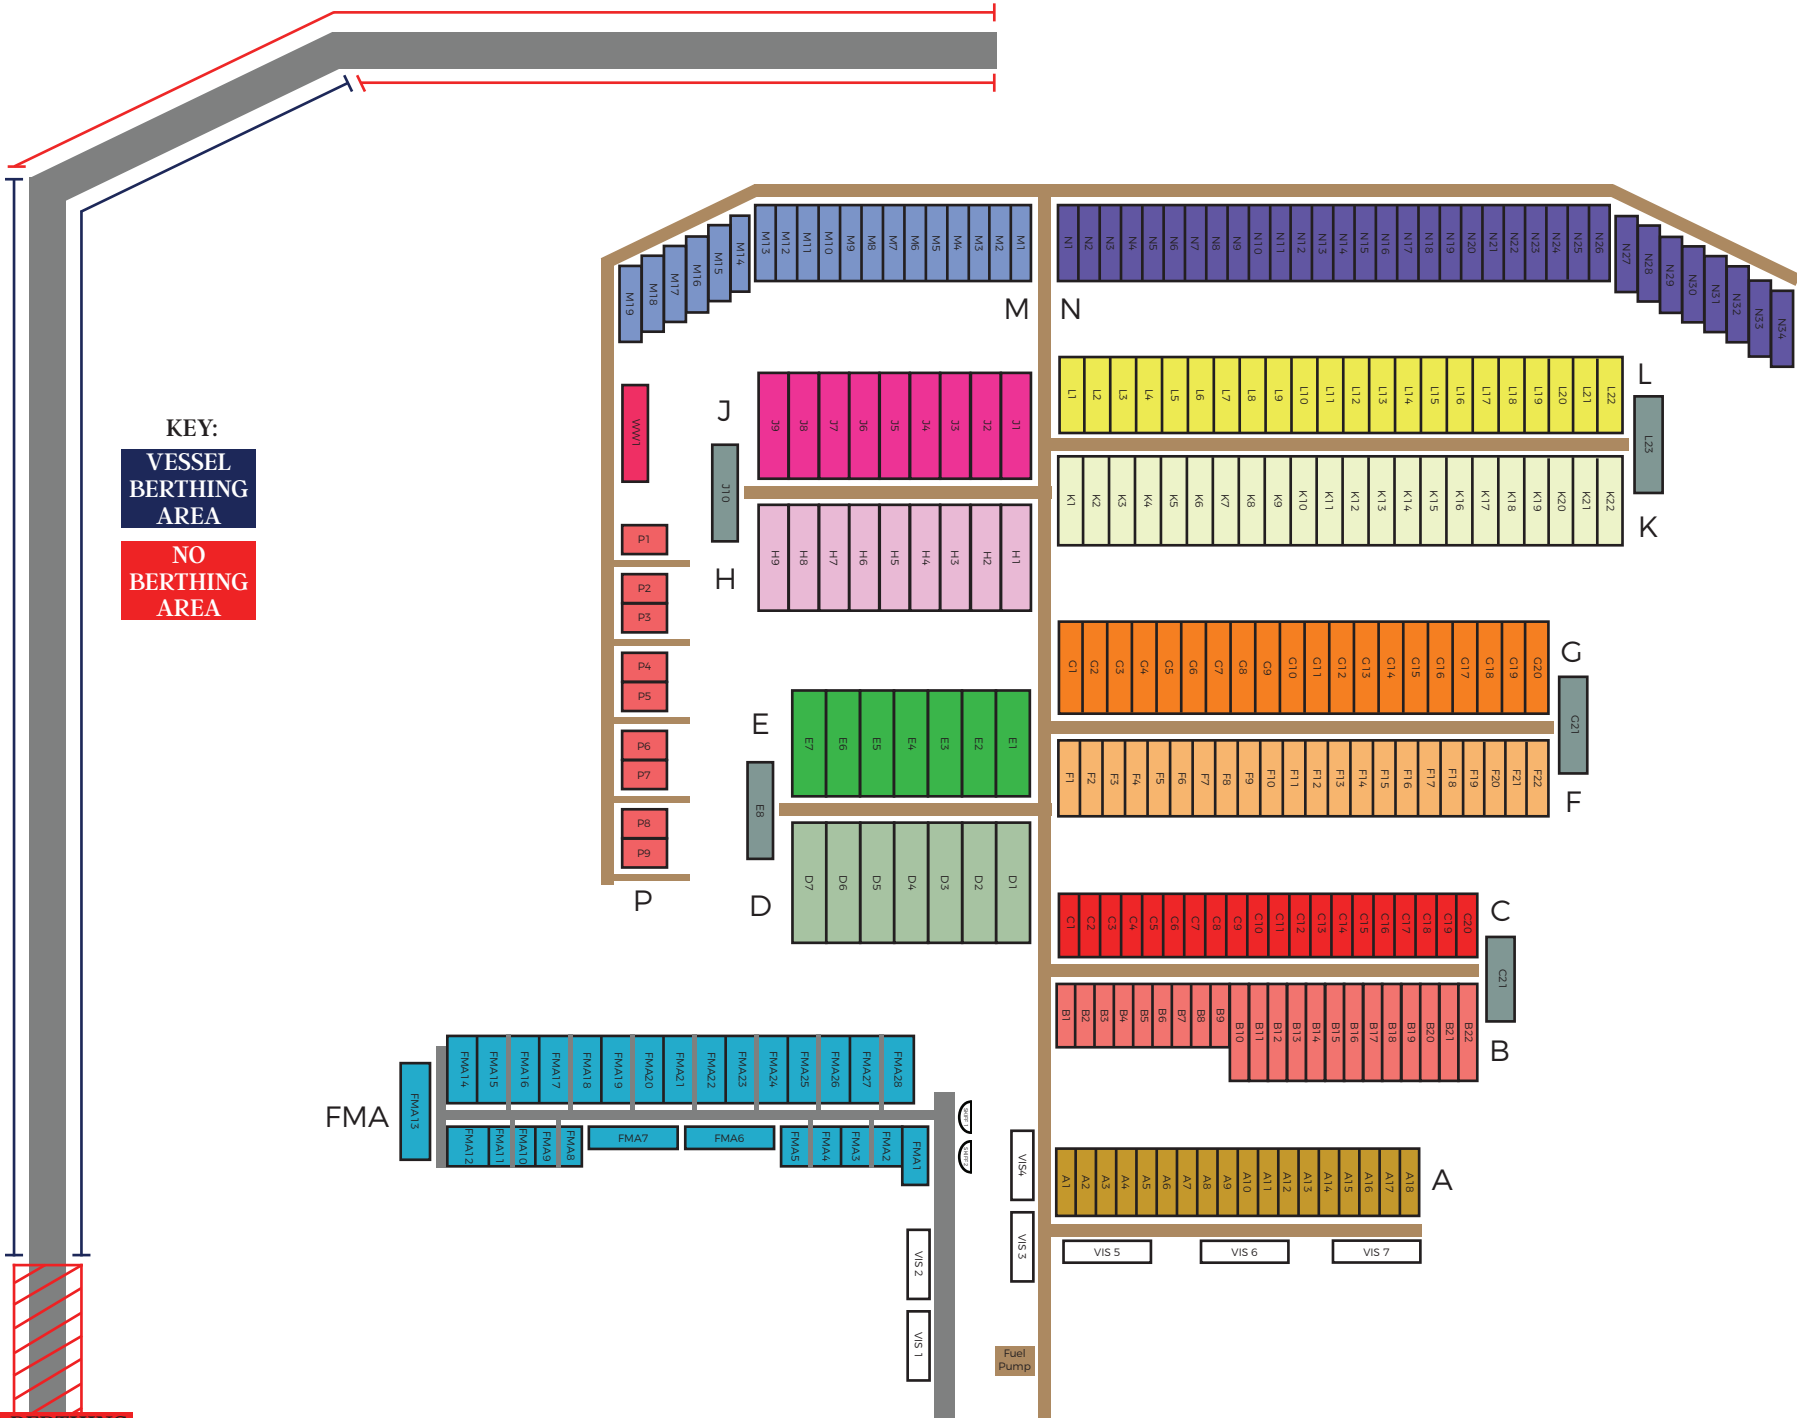 M19
M18
M17
M16
M15
M14
M13
M12
M11
M10
M9
M8
M7
M6
M5
M4
M3
M2
M1
N1
N2
N3
N4
N5
N6
N7
N8
N9
N10
N11
N12
N13
N14
N15
N16
N17
N18
N19
N20
N21
N22
N23
N24
N25
N26
N27
N28
N29
N30
N31
N32
N33
N34
M
N
L1
L2
L3
L4
L5
L6
L7
L8
L9
L10
L11
L12
L13
L14
L15
L16
L17
L18
L19
L20
L21
L22
L
L23
KEY:
VESSEL
BERTHING
AREA
NO
BERTHING
AREA
WW1
J
J10
J9
J8
J7
J6
J5
J4
J3
J2
J1
K1
K2
K3
K4
K5
K6
K7
K8
K9
K10
K11
K12
K13
K14
K15
K16
K17
K18
K19
K20
K21
K22
K
H
H9
H8
H7
H6
H5
H4
H3
H2
H1
P1
P2
P3
P4
P5
P6
P7
P8
P9
P
G1
G2
G3
G4
G5
G6
G7
G8
G9
G10
G11
G12
G13
G14
G15
G16
G17
G18
G19
G20
G
G21
E
E8
E7
E6
E5
E4
E3
E2
E1
F1
F2
F3
F4
F5
F6
F7
F8
F9
F10
F11
F12
F13
F14
F15
F16
F17
F18
F19
F20
F21
F22
F
D
D7
D6
D5
D4
D3
D2
D1
C1
C2
C3
C4
C5
C6
C7
C8
C9
C10
C11
C12
C13
C14
C15
C16
C17
C18
C19
C20
C
C21
B1
B2
B3
B4
B5
B6
B7
B8
B9
B10
B11
B12
B13
B14
B15
B16
B17
B18
B19
B20
B21
B22
B
FMA
FMA13
FMA14
FMA15
FMA16
FMA17
FMA18
FMA19
FMA20
FMA21
FMA22
FMA23
FMA24
FMA25
FMA26
FMA27
FMA28
FMA12
FMA11
FMA10
FMA9
FMA8
FMA7
FMA6
FMA5
FMA4
FMA3
FMA2
FMA1
VIS4
VIS 3
A1
A2
A3
A4
A5
A6
A7
A8
A9
A10
A11
A12
A13
A14
A15
A16
A17
A18
A
VIS 5
VIS 6
VIS 7
VIS 2
VIS 1
Fuel
Pump